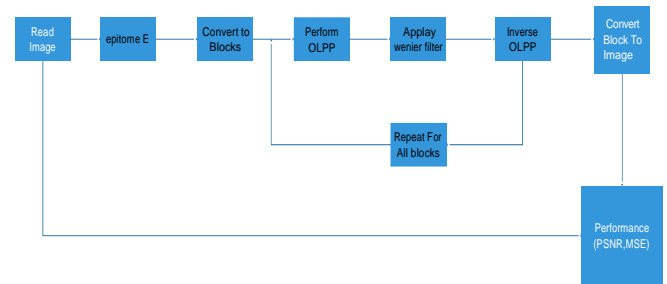 Read
Image
epitome E
Convert to
Blocks
Perform
OLPP
Applay
wenier filter
Inverse
OLPP
Convert
Block To
Image
Repeat For
All blocks
Performance
(PSNR,MSE)